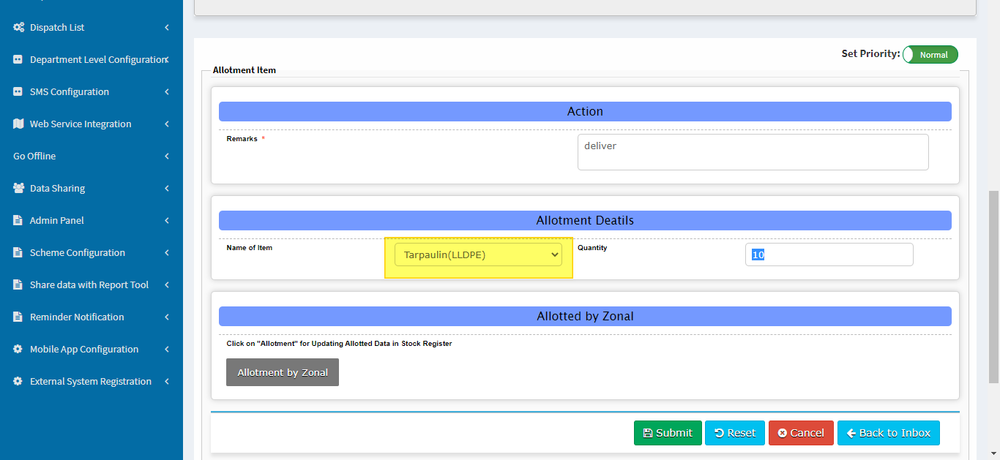 Dispatch List
Department Level Configuration
SMS Configuration
Web Service Integration
Go Offline
Data Sharing
Admin Panel
Scheme Configuration
Share data with Report Tool
Reminder Notification
Mobile App Configuration
External System Registration
Set Priority: Normal
Allotment Item
Action
Remarks *
deliver
Allotment Deatils
Name of Item
Tarpaulin(LLDPE)
Quantity
10
Allotted by Zonal
Click on "Allotment" for Updating Allotted Data in Stock Register
Allotment by Zonal
Submit Reset Cancel Back to Inbox